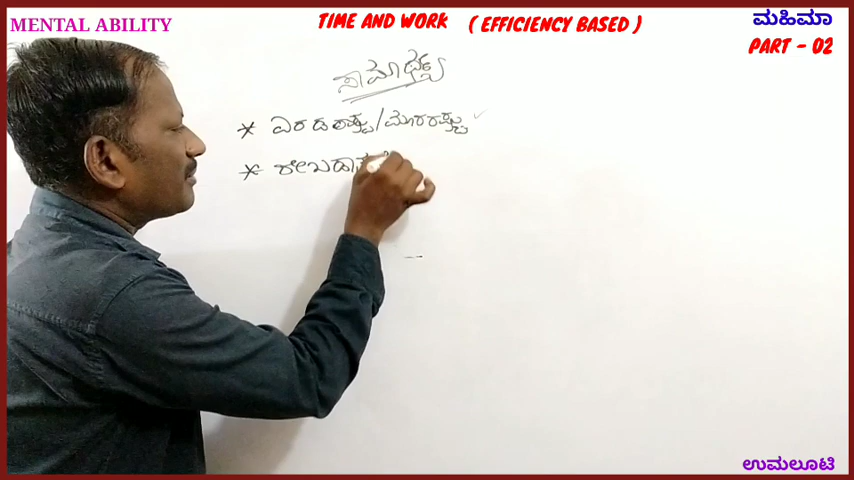 MENTAL ABILITY
TIME AND WORK ( EFFICIENCY BASED )
ಮಹಿಮಾ
PART - 02
ಸಾಮರ್ಥ್ಯ
* ಎರಡರಷ್ಟು/ಮೂರರಷ್ಟು
*
ಉಮಲೂಟಿ